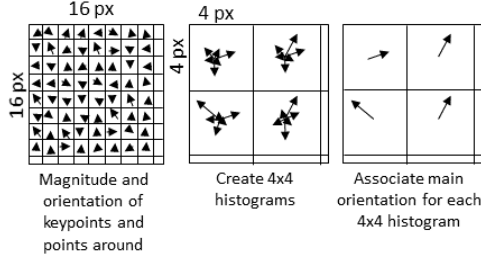 16 px
4 px
16 px
4 px
Magnitude and
orientation of
keypoints and
points around
Create 4x4
histograms
Associate main
orientation for each
4x4 histogram